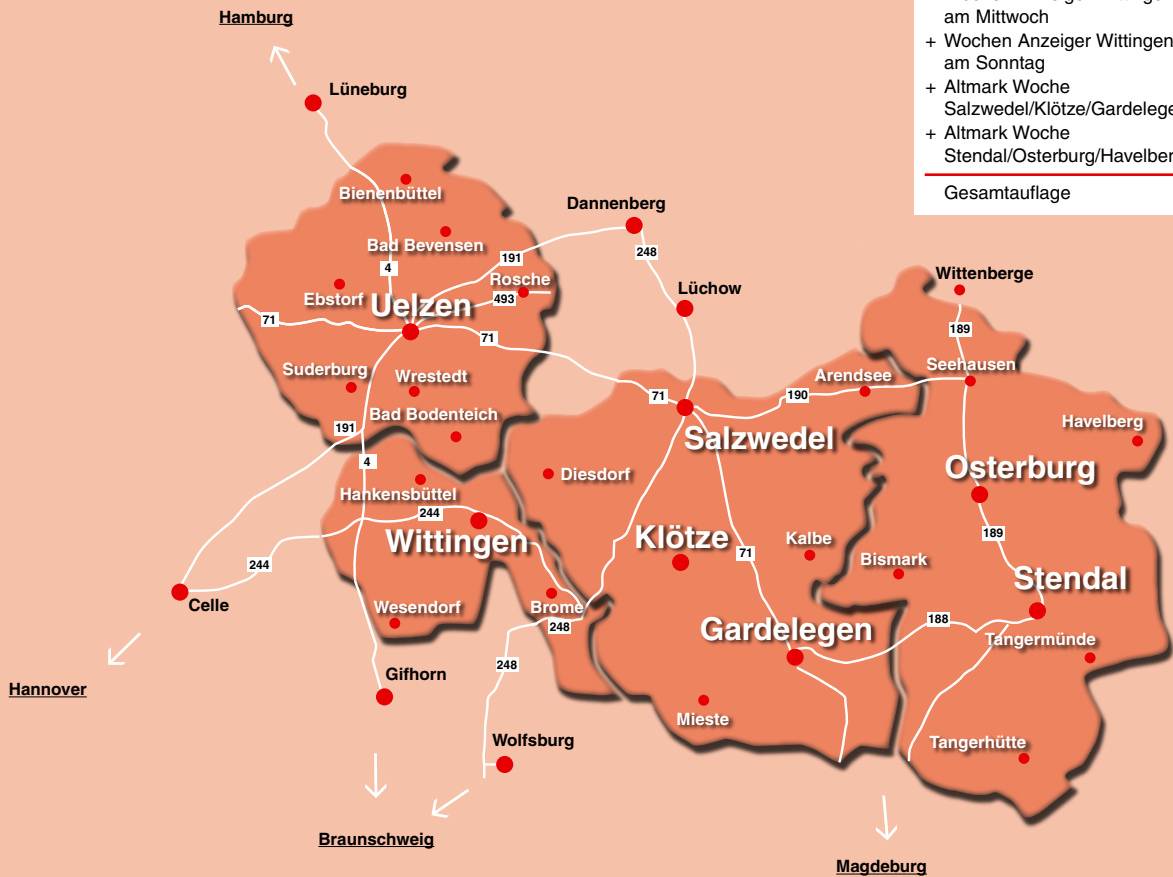 Hamburg
am Mittwoch
+ Wochen Anzeiger Wittingen
am Sonntag
+ Altmark Woche
Salzwedel/Klötze/Gardelege
+ Altmark Woche
Stendal/Osterburg/Havelber
Gesamtauflage
Lüneburg
Bienenbüttel
Dannenberg
Bad Bevensen
191
248
4
Rosche
Wittenberge
Ebstorf
Uelzen
493
Lüchow
71
71
189
Suderburg
Wrestedt
Arendsee
Seehausen
71
190
Bad Bodenteich
191
Salzwedel
Havelberg
4
Diesdorf
Osterburg
Hankensbüttel
244
Wittingen
Klötze
Kalbe
189
244
71
Bismark
Stendal
Celle
Wesendorf
Brome
248
Gardelegen
188
Tangermünde
248
Gifhorn
Hannover
Mieste
Wolfsburg
Tangerhütte
Braunschweig
Magdeburg